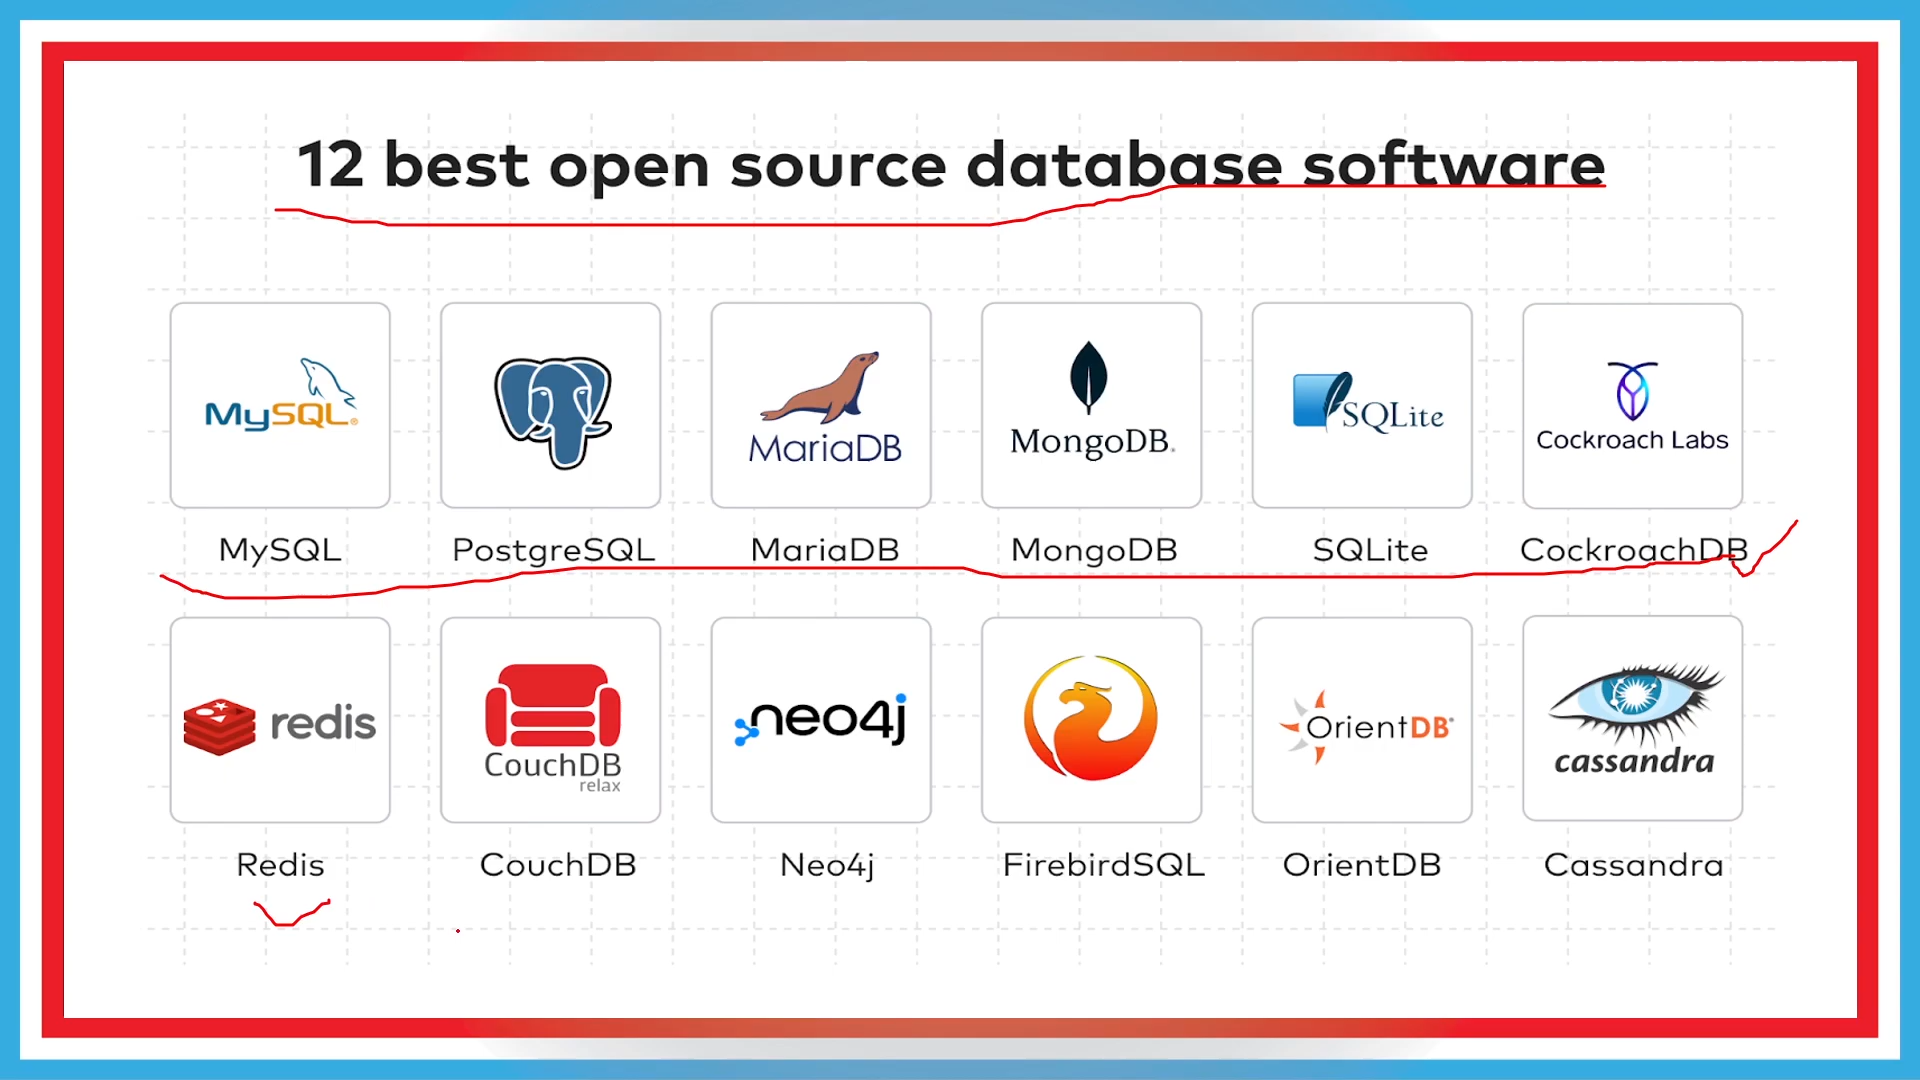 12 best open source database software
MySQL®
MariaDB
MongoDB.
SQLite
Cockroach Labs
MySQL PostgreSQL MariaDB MongoDB SQLite CockroachDB
redis
CouchDB
relax
neo4j
OrientDB®
cassandra
Redis CouchDB Neo4j FirebirdSQL OrientDB Cassandra